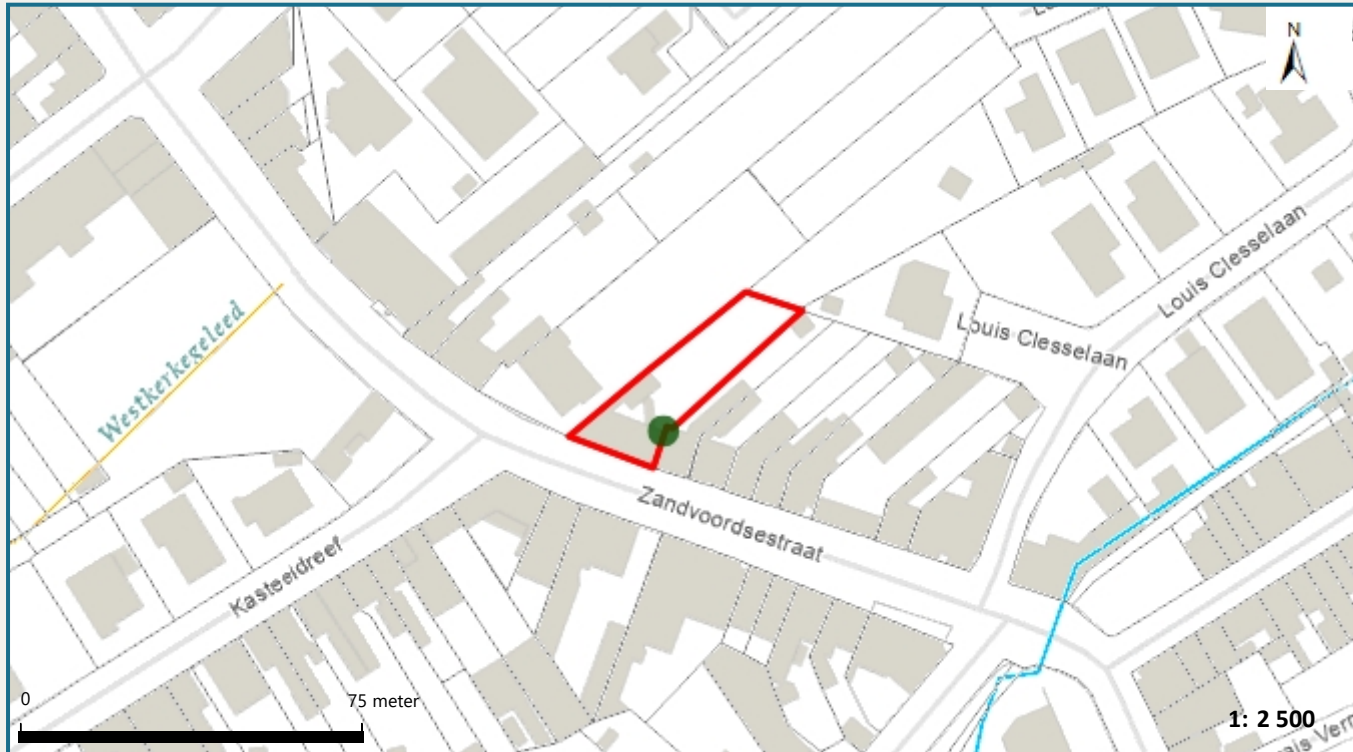 N
Louis Clesselaan
Westkerkegeleed
Louis Clesselaan
Zandvoordsestraat
Kasteeldreef
0
75 meter
1: 2 500